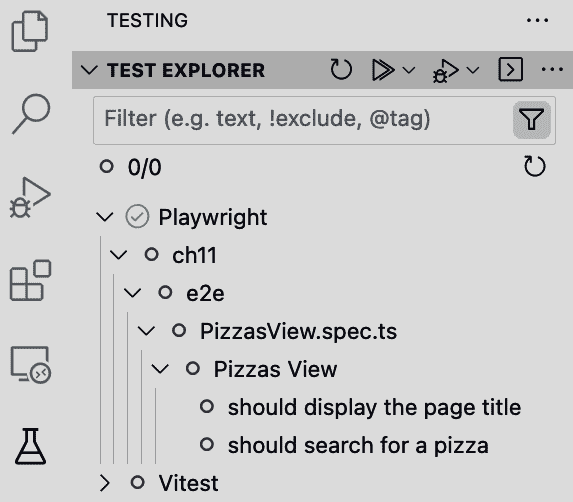 TESTING
TEST EXPLORER
Filter (e.g. text, !exclude, @tag)
0/0
Playwright
ch11
e2e
PizzasView.spec.ts
Pizzas View
should display the page title
should search for a pizza
Vitest